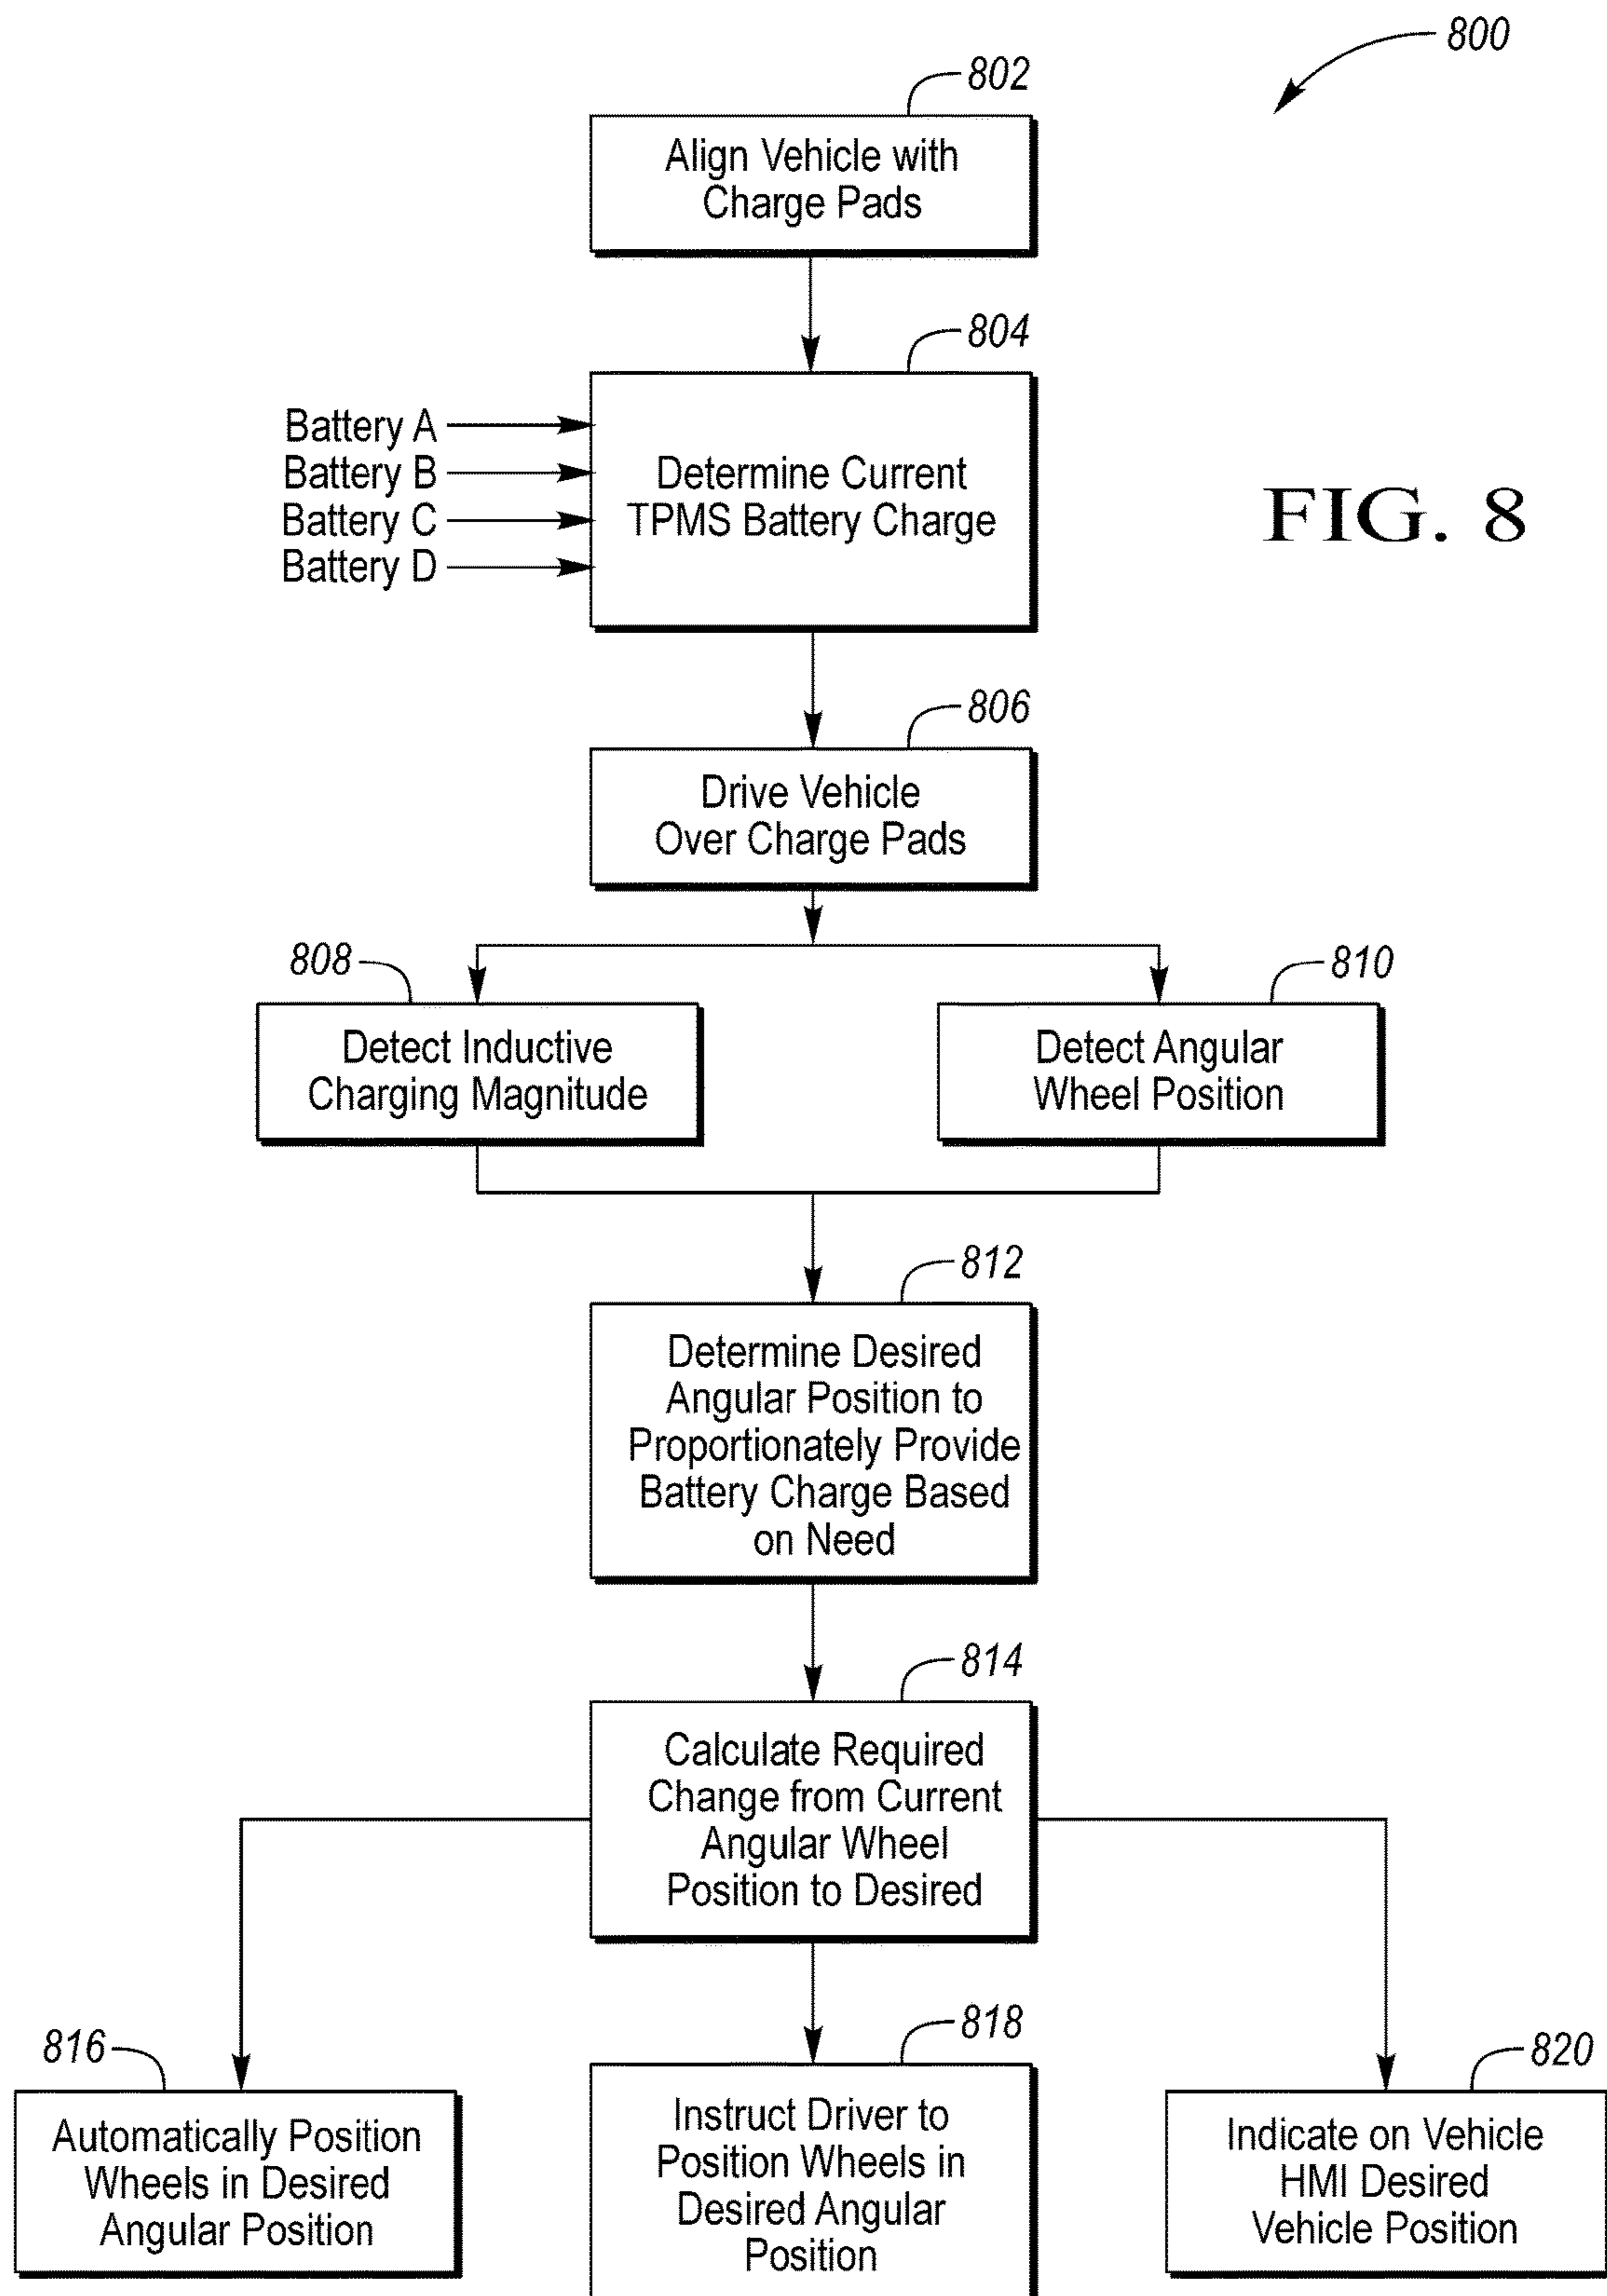 800
802
Align Vehicle with
Charge Pads
804
Battery A
Battery B
Battery C
Battery D
Determine Current
TPMS Battery Charge
FIG. 8
806
Drive Vehicle
Over Charge Pads
808
Detect Inductive
Charging Magnitude
810
Detect Angular
Wheel Position
812
Determine Desired
Angular Position to
Proportionately Provide
Battery Charge Based
on Need
814
Calculate Required
Change from Current
Angular Wheel
Position to Desired
816
Automatically Position
Wheels in Desired
Angular Position
818
Instruct Driver to
Position Wheels in
Desired Angular
Position
820
Indicate on Vehicle
HMI Desired
Vehicle Position